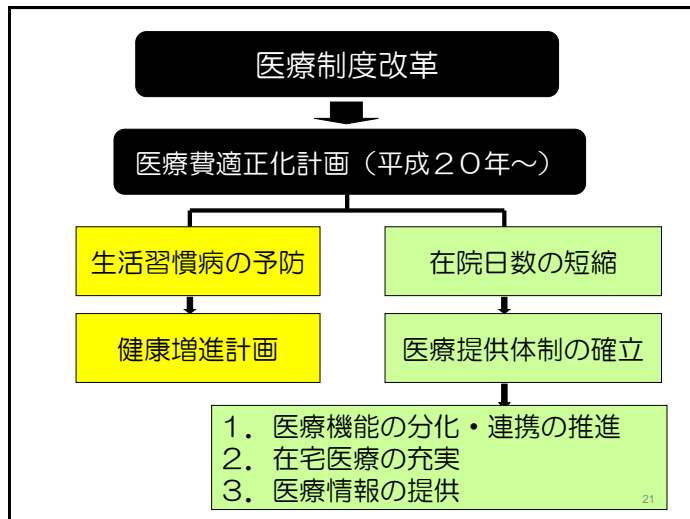 医療制度改革
医療費適正化計画（平成２０年～）
生活習慣病の予防
在院日数の短縮
健康増進計画
医療提供体制の確立
１．医療機能の分化・連携の推進
２．在宅医療の充実
３．医療情報の提供
21